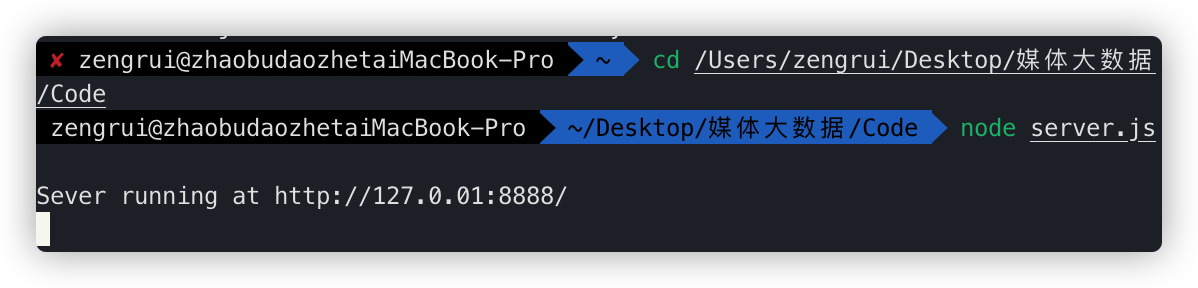 ✘ zengrui@zhaobudaozhetaiMacBook-Pro ~ cd /Users/zengrui/Desktop/媒体大数据
/Code
zengrui@zhaobudaozhetaiMacBook-Pro ~/Desktop/媒体大数据/Code node server.js
Sever running at http://127.0.01:8888/